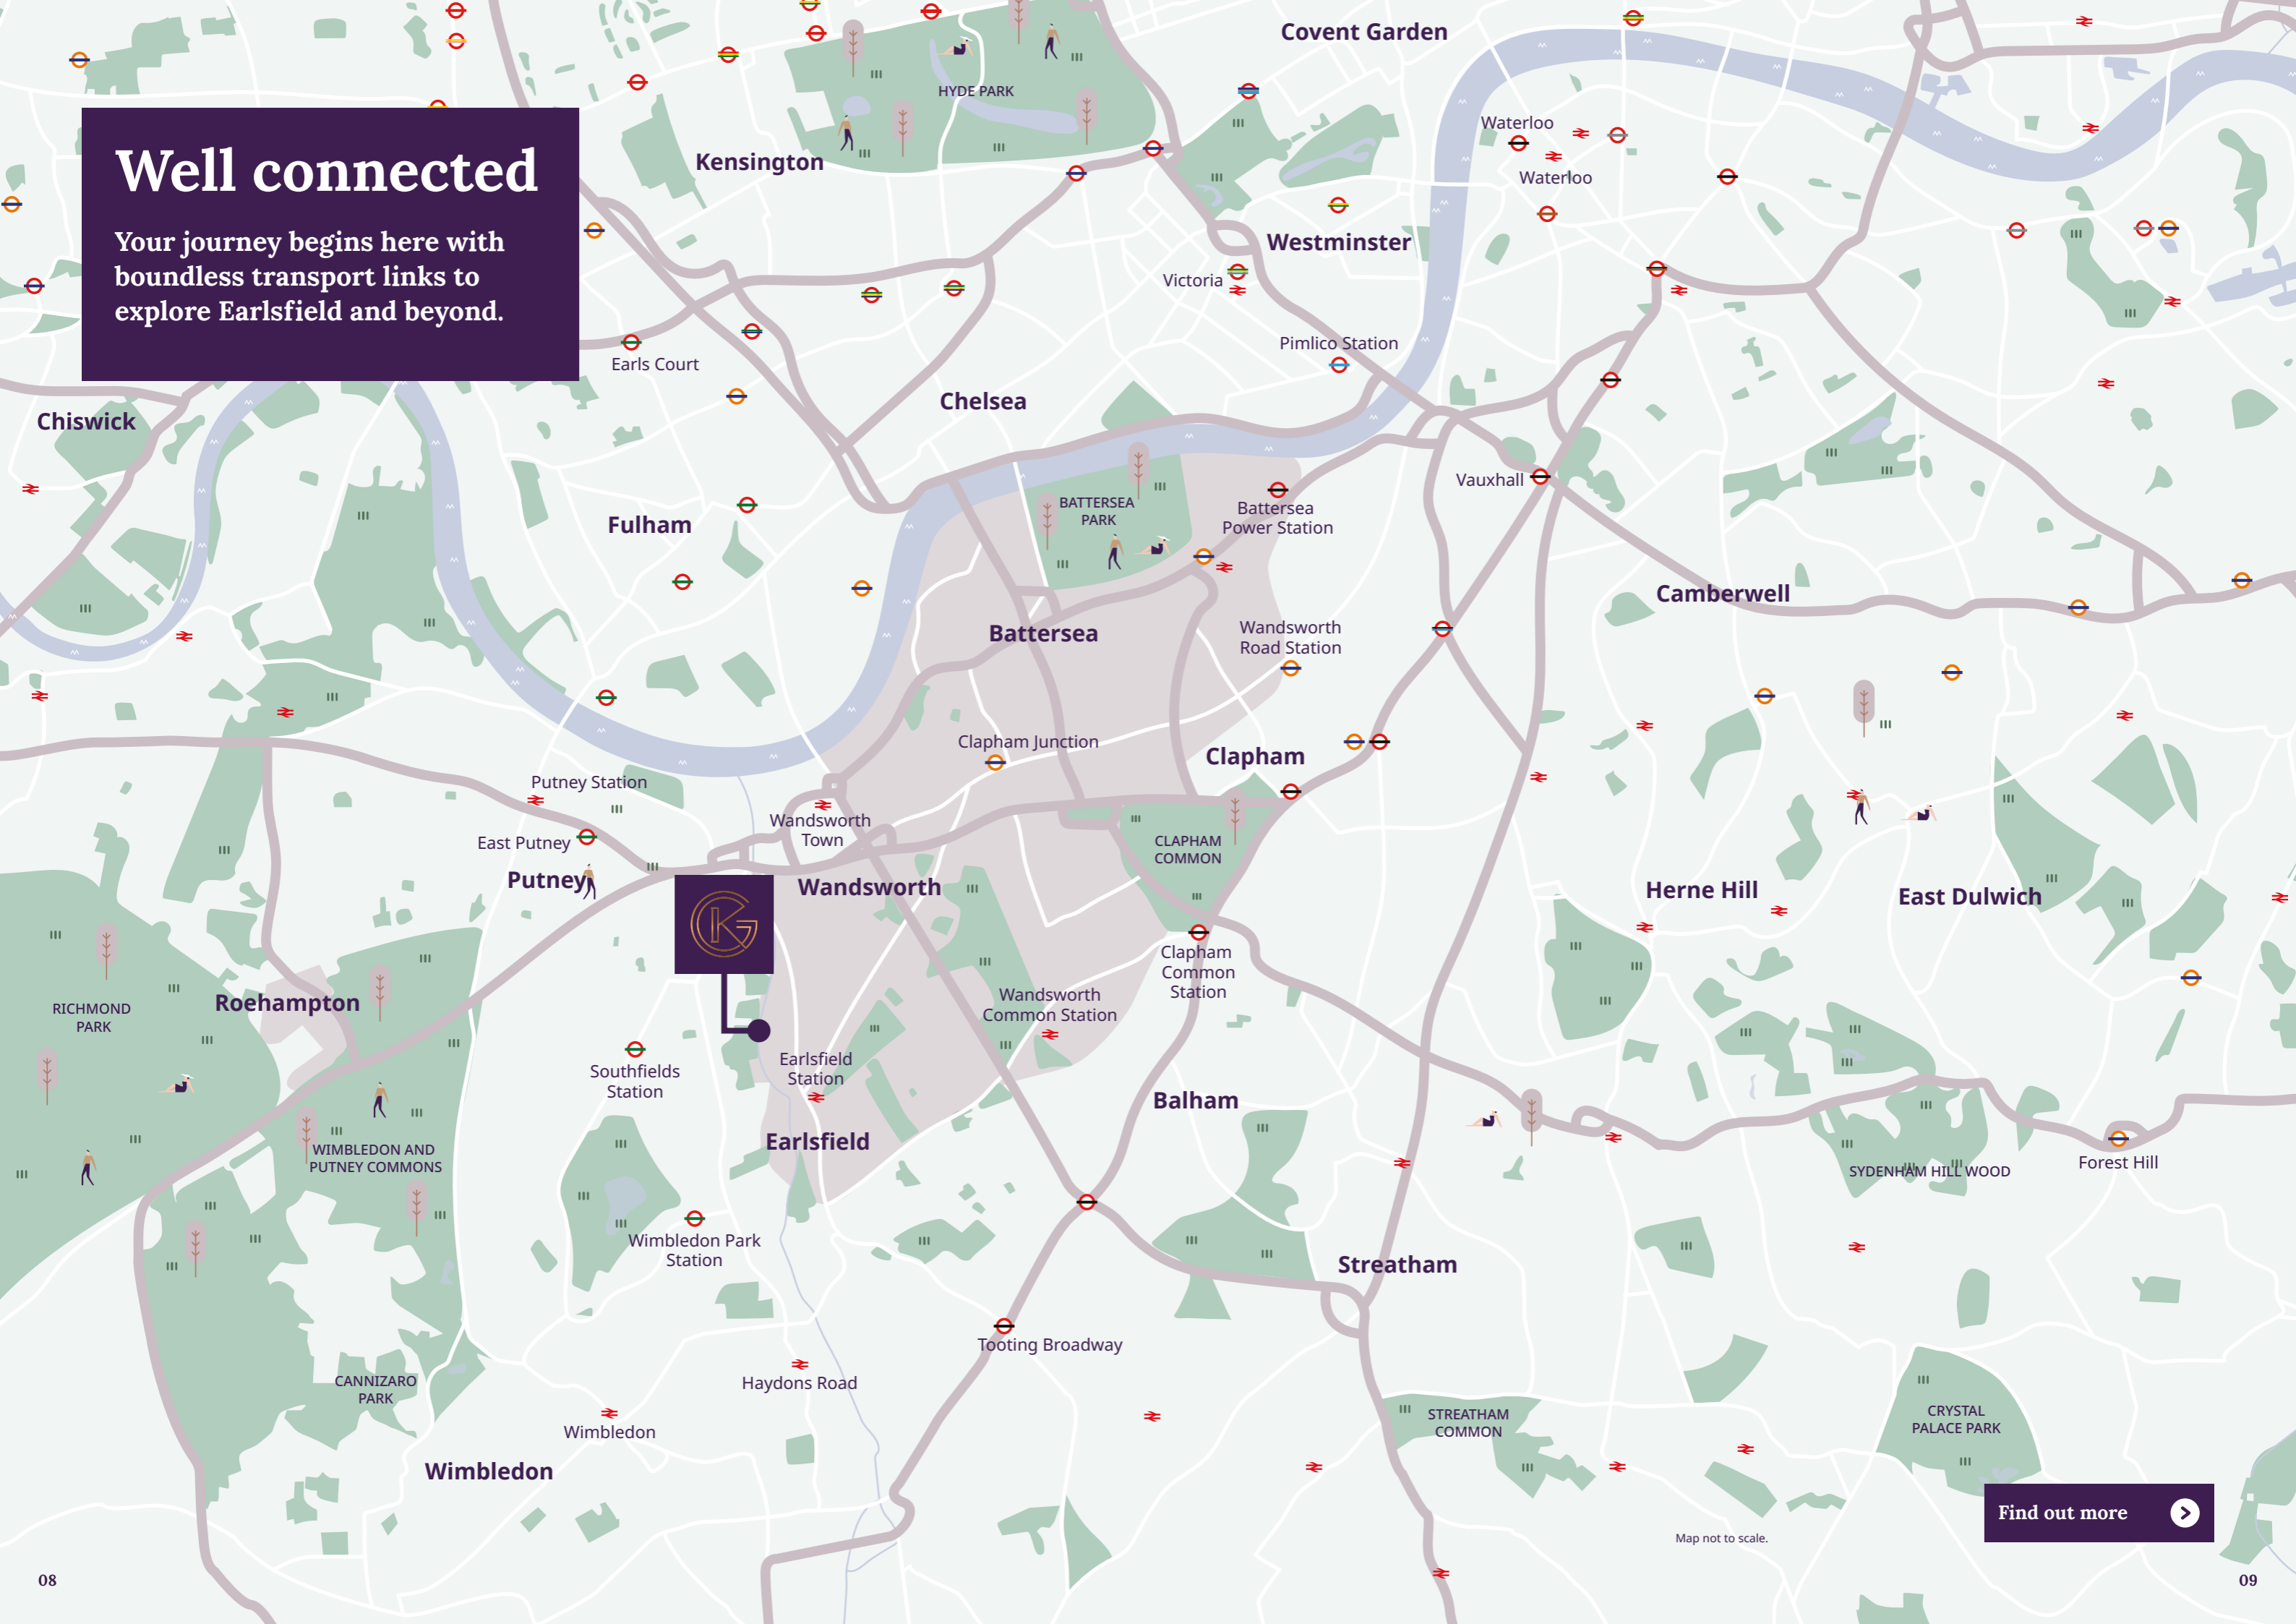 Well connected
Your journey begins here with
boundless transport links to
explore Earlsfield and beyond.
Covent Garden
HYDE PARK
Waterloo
Kensington
Waterloo
Westminster
Victoria
Pimlico Station
Earls Court
Chelsea
Chiswick
Vauxhall
BATTERSEA
PARK
Battersea
Power Station
Fulham
Camberwell
Battersea
Wandsworth
Road Station
Clapham Junction
Clapham
Putney Station
Wandsworth
Town
East Putney
CLAPHAM
COMMON
Putney
Wandsworth
Herne Hill
East Dulwich
Clapham
Common
Station
Roehampton
Wandsworth
Common Station
RICHMOND
PARK
Earlsfield
Station
Southfields
Station
Balham
Earlsfield
WIMBLEDON AND
PUTNEY COMMONS
SYDENHAM HILL WOOD
Forest Hill
Wimbledon Park
Station
Streatham
Tooting Broadway
Haydons Road
CANNIZARO
PARK
Wimbledon
STREATHAM
COMMON
CRYSTAL
PALACE PARK
Wimbledon
Find out more
Map not to scale.
08
09